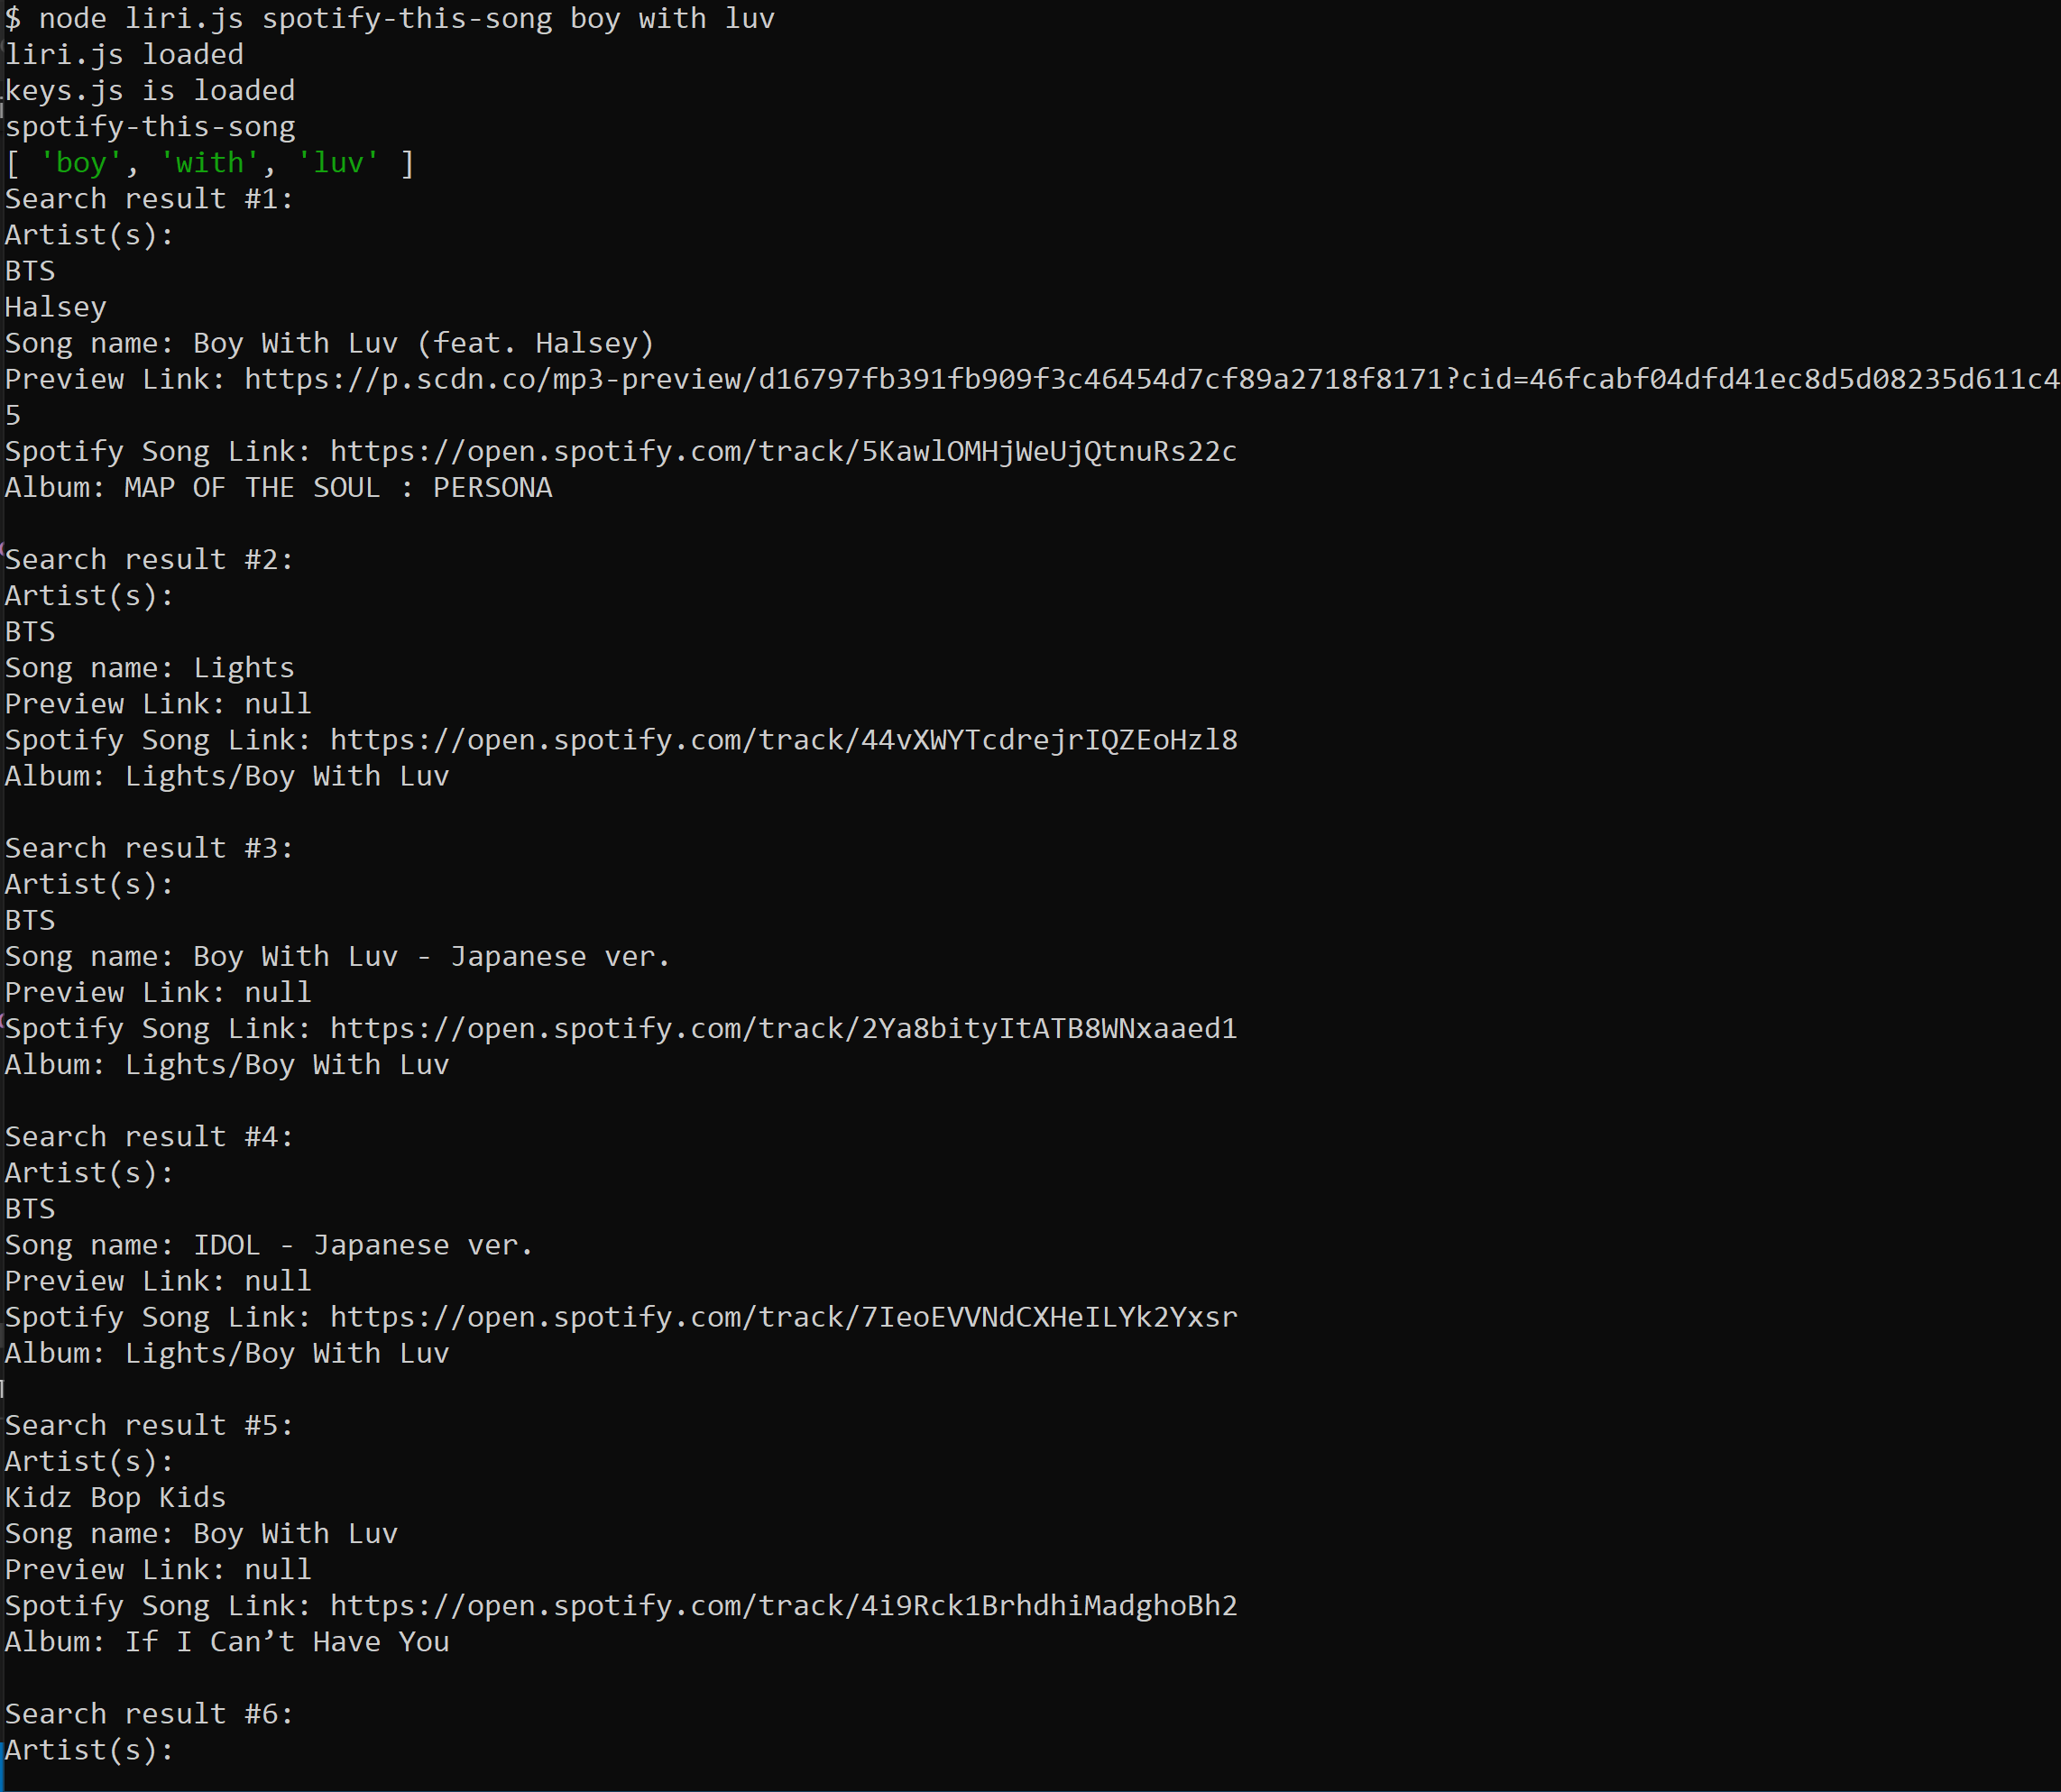 $ node liri.js spotify-this-song boy with luv
liri.js loaded
keys.js is loaded
spotify-this-song
[ 'boy', 'with', 'luv' ]
Search result #1:
Artist(s):
BTS
Halsey
Song name: Boy With Luv (feat. Halsey)
Preview Link: https://p.scdn.co/mp3-preview/d16797fb391fb909f3c46454d7cf89a2718f8171?cid=46fcabf04dfd41ec8d5d08235d611c4
5
Spotify Song Link: https://open.spotify.com/track/5KawlOMHjWeUjQtnuRs22c
Album: MAP OF THE SOUL : PERSONA

Search result #2:
Artist(s):
BTS
Song name: Lights
Preview Link: null
Spotify Song Link: https://open.spotify.com/track/44vXWYTcdrejrIQZEoHzl8
Album: Lights/Boy With Luv

Search result #3:
Artist(s):
BTS
Song name: Boy With Luv - Japanese ver.
Preview Link: null
Spotify Song Link: https://open.spotify.com/track/2Ya8bityItATB8WNxaaed1
Album: Lights/Boy With Luv

Search result #4:
Artist(s):
BTS
Song name: IDOL - Japanese ver.
Preview Link: null
Spotify Song Link: https://open.spotify.com/track/7IeoEVVNdCXHeILYk2Yxsr
Album: Lights/Boy With Luv

Search result #5:
Artist(s):
Kidz Bop Kids
Song name: Boy With Luv
Preview Link: null
Spotify Song Link: https://open.spotify.com/track/4i9Rck1BrhdhiMadghoBh2
Album: If I Can’t Have You

Search result #6:
Artist(s):